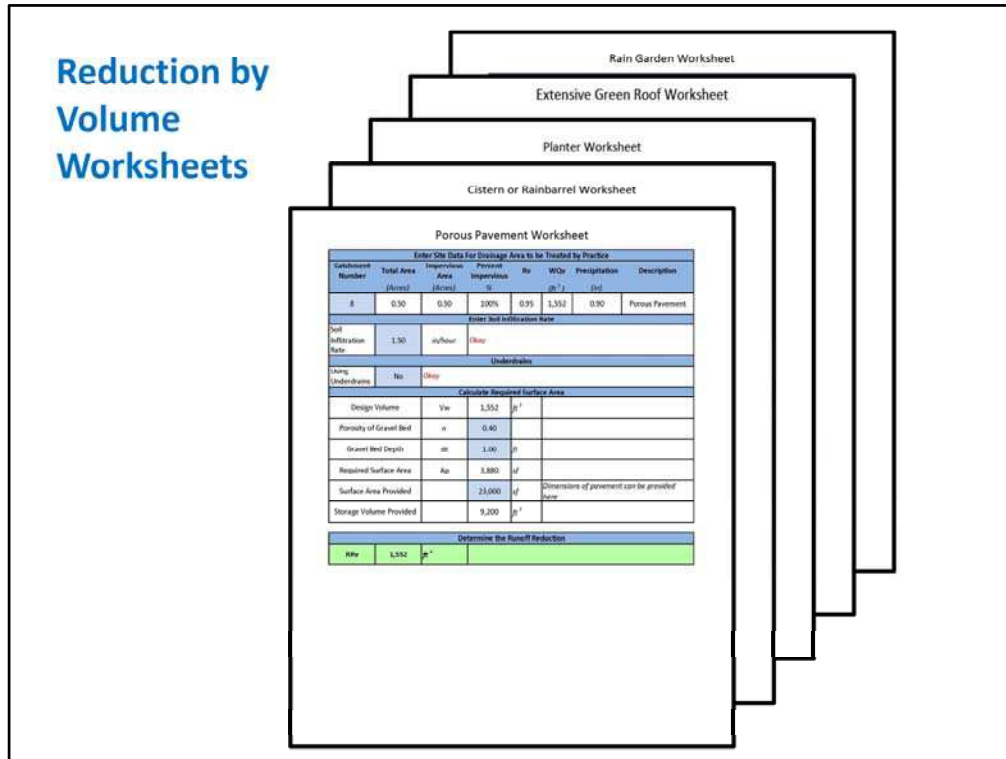 Reduction by
Volume
Worksheets
Rain Garden Worksheet
Extensive Green Roof Worksheet
Planter Worksheet
Cistern or Rainbarrel Worksheet
Porous Pavement Worksheet
Enter Site Data For Drainage Area to be Treated by Practice
Catchment Number Total Area Impervious Area Percent Impervious Rv WQv Precipitation Description
(Acres) (Acres) % (ft³) (in)
8 0.50 0.50 100% 0.95 1,552 0.90 Porous Pavement
Enter Soil Infiltration Rate
Soil Infiltration Rate 1.50 in/hour Okay
Underdrains
Using Underdrains No Okay
Calculate Required Surface Area
Design Volume Vw 1,552 ft³
Porosity of Gravel Bed n 0.40
Gravel Bed Depth dt 1.00 ft
Required Surface Area Ap 3,880 sf
Surface Area Provided 23,000 sf Dimensions of pavement can be provided here
Storage Volume Provided 9,200 ft³
Determine the Runoff Reduction
RRv 1,552 ft³